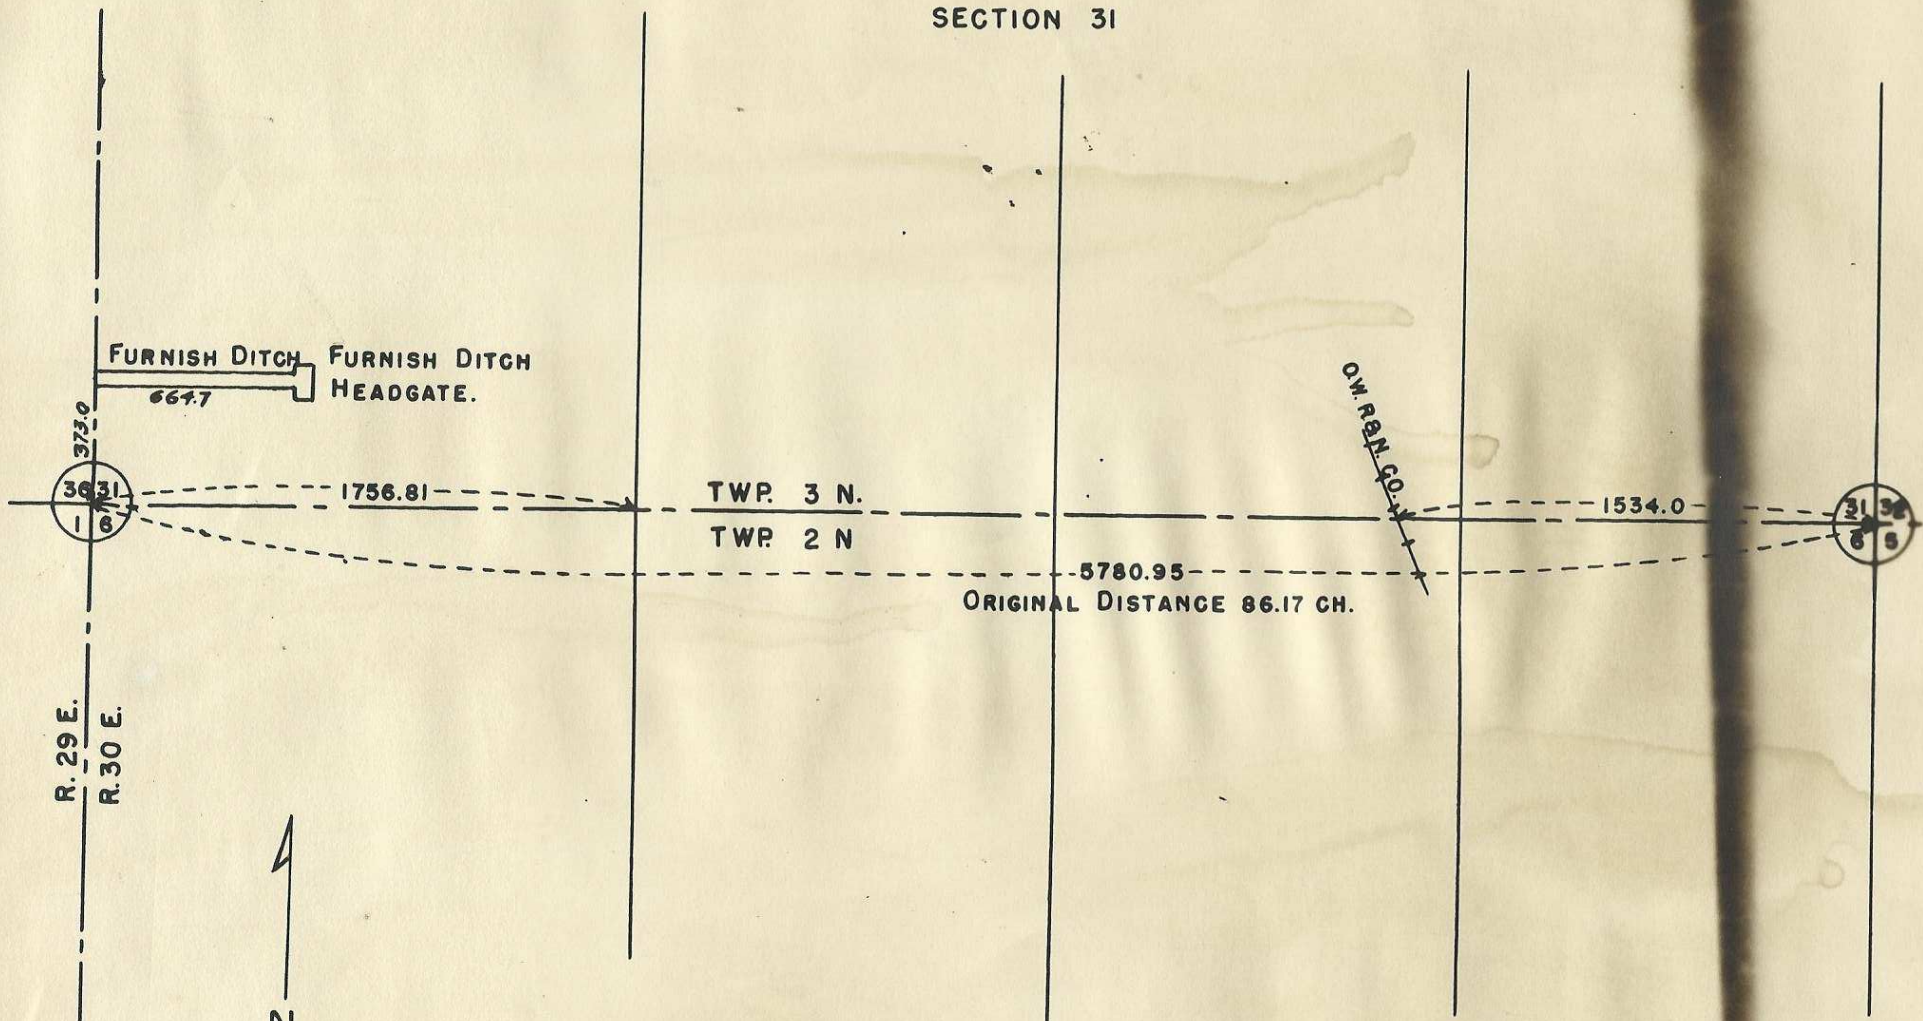 SECTION 31
FURNISH DITCH
FURNISH DITCH
HEADGATE.
664.7
373.0
O.W. R.& N. CO.
36 31
1 6
1756.81
TWP. 3 N.
TWP. 2 N
1534.0
31 32
6 5
5780.95
ORIGINAL DISTANCE 86.17 CH.
R. 29 E.
R. 30 E.
N